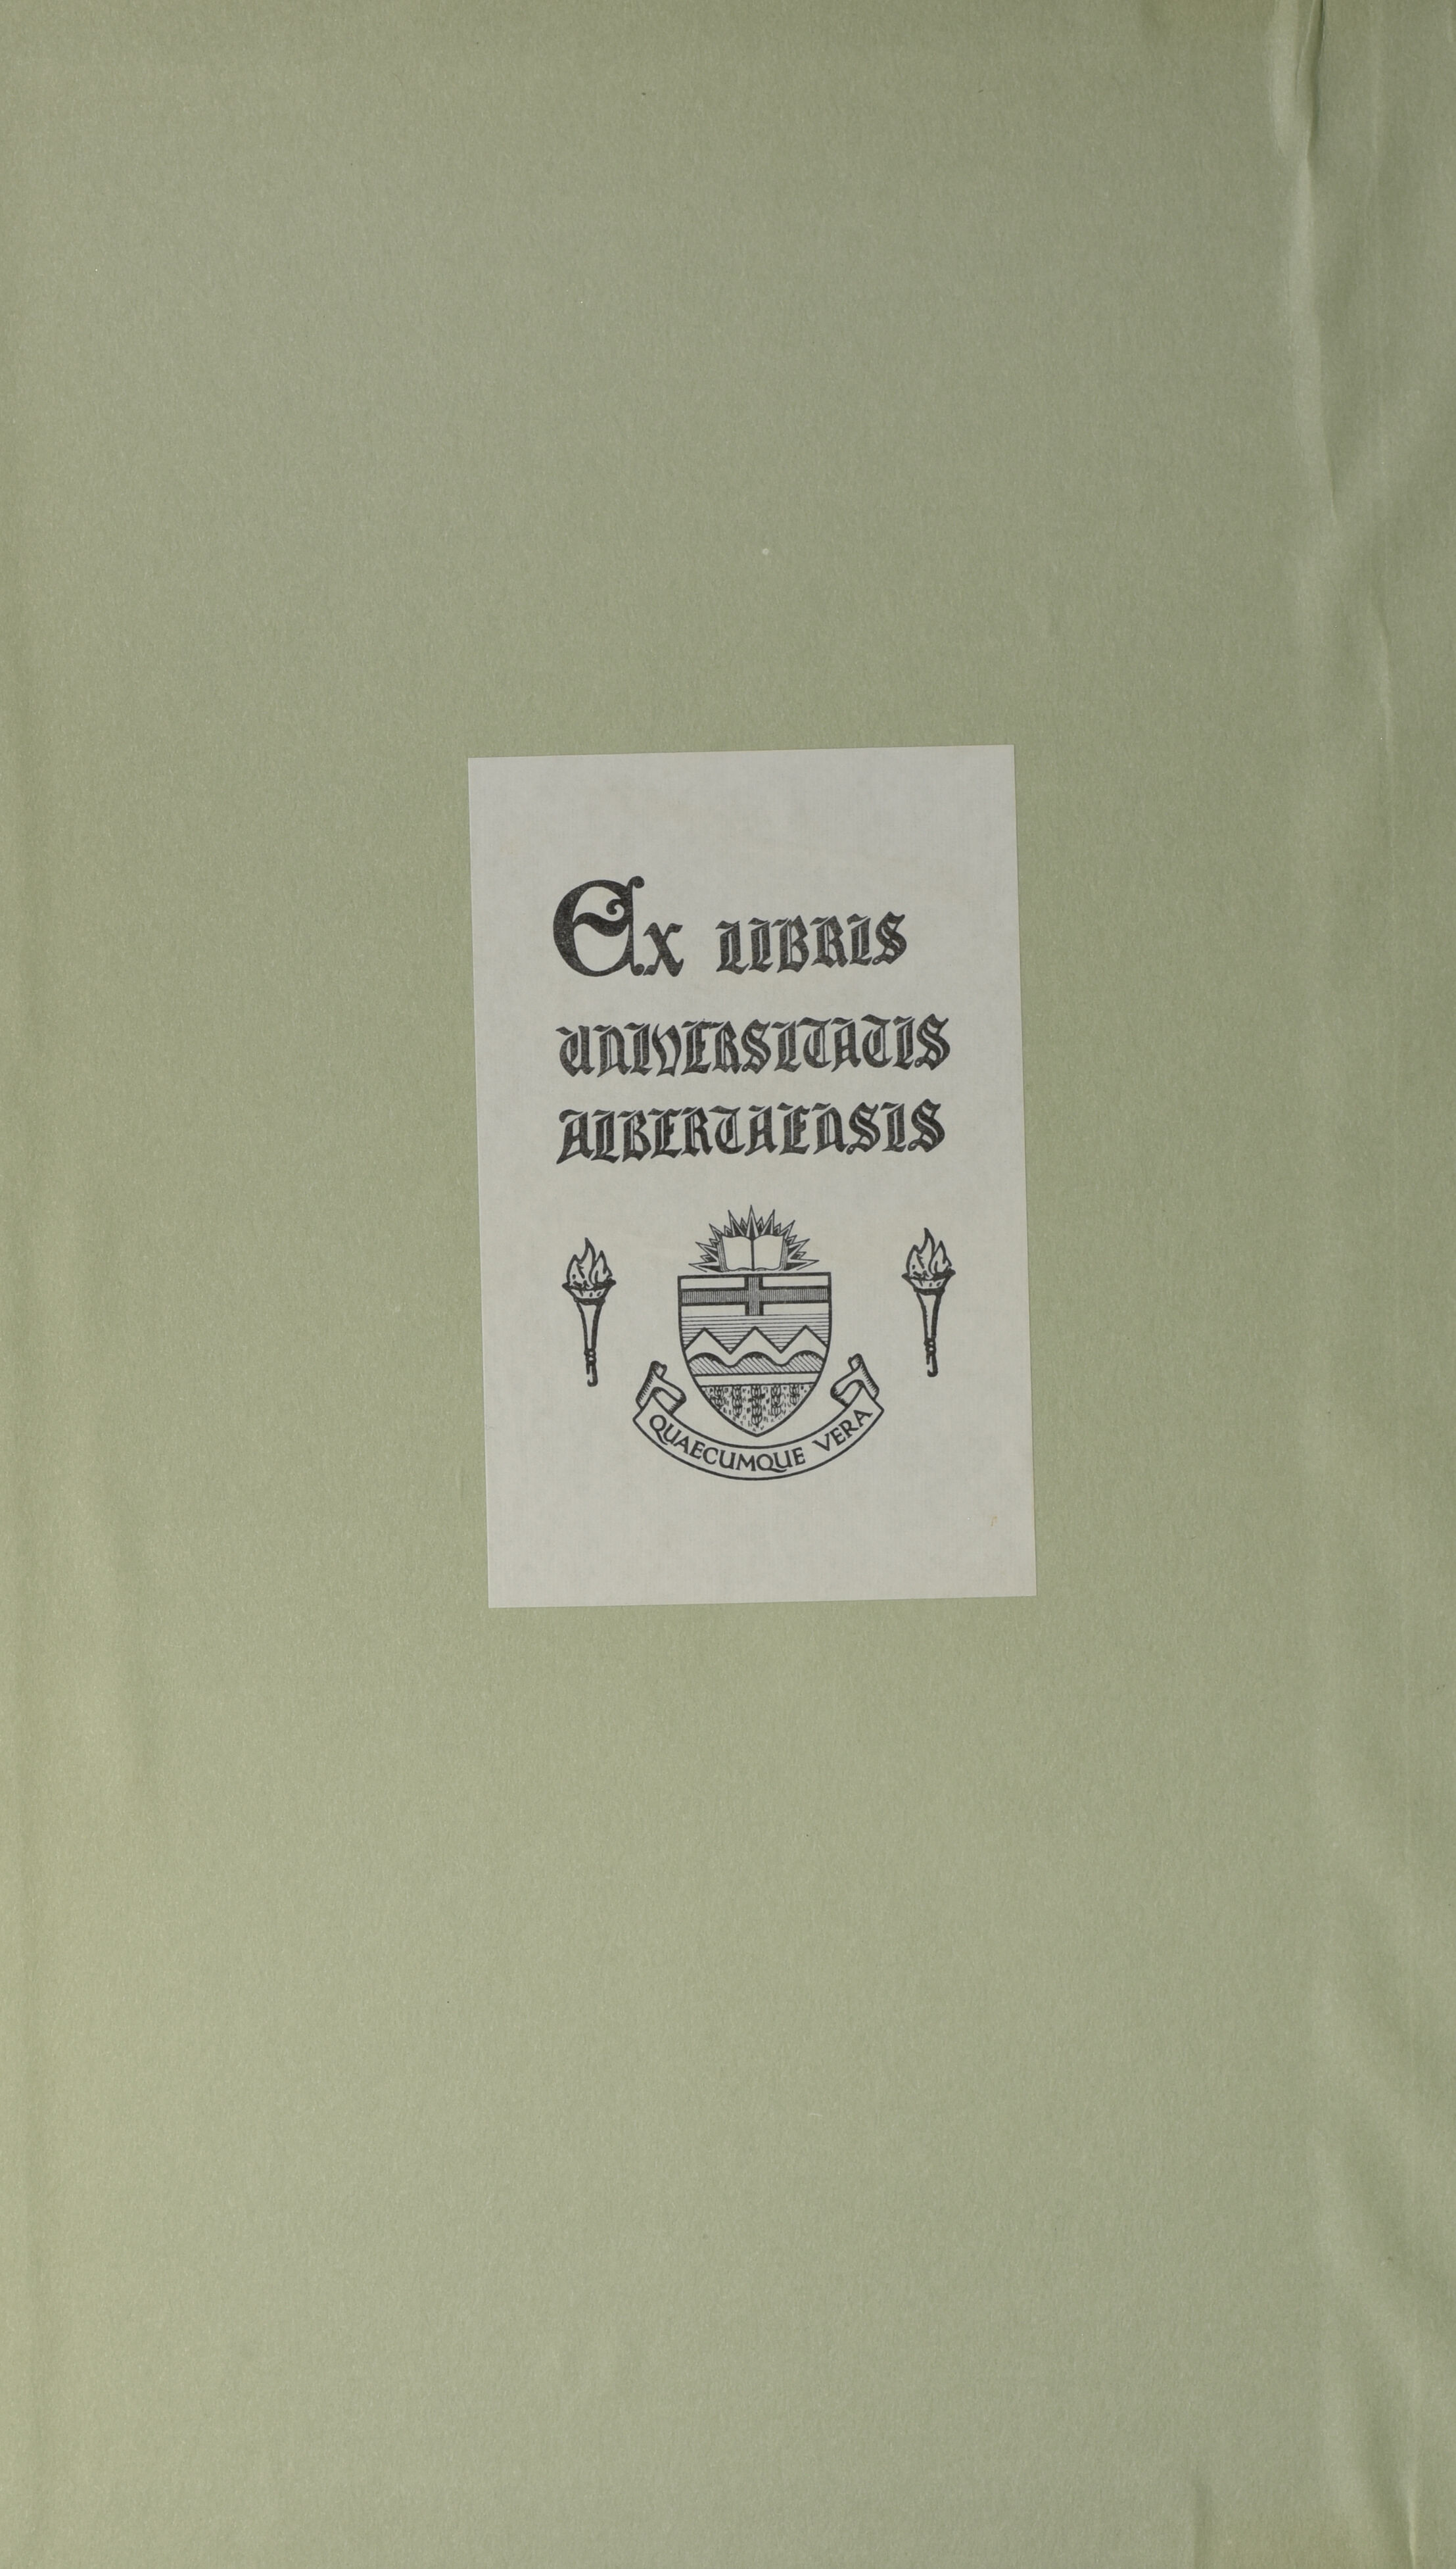 Ex LIBRIS
UNIVERSITATIS
ALBERTAENSIS
QUAECUMQUE VERA